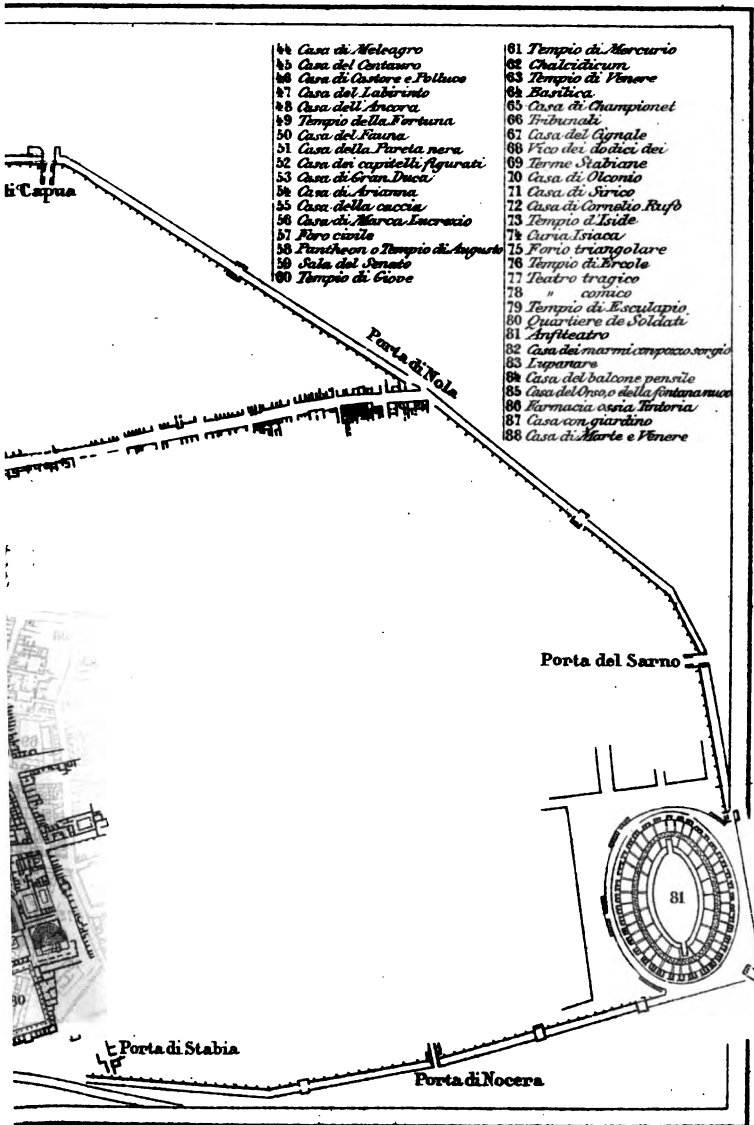 44 Casa di Meleagro
45 Casa del Centauro
46 Casa di Castore e Polluce
47 Casa del Labirinto
48 Casa dell'Ancora
49 Tempio della Fortuna
50 Casa del Fauna
51 Casa della Pareta nera
52 Casa dei capitelli figurati
53 Casa di Gran Duca
54 Casa di Arianna
55 Casa della caccia
56 Casa di Marca Lucrezio
57 Foro civile
58 Pantheon o Tempio di Augusto
59 Sala del Senato
60 Tempio di Giove
61 Tempio di Mercurio
62 Chalcidicum
63 Tempio di Venere
64 Basilica
65 Casa di Championet
66 Tribunali
67 Casa del Cignale
68 Vico dei dodici dei
69 Terme Stabiane
70 Casa di Olconio
71 Casa di Sirico
72 Casa di Cornelio Rufo
73 Tempio d'Iside
74 Curia Isiaca
75 Forio triangolare
76 Tempio di Ercole
77 Teatro tragico
78 " comico
79 Tempio di Esculapio
80 Quartiere de Soldati
81 Anfiteatro
82 Casa dei marmi con pozzo sorgio
83 Lupanare
84 Casa del balcone pensile
85 Casa del Orso, o della fontana nuov
86 Farmacia ossia Tintoria
87 Casa con giardino
88 Casa di Marte e Venere
di Capua
Porta di Nola
Porta del Sarno
81
80
Porta di Stabia
Porta di Nocera